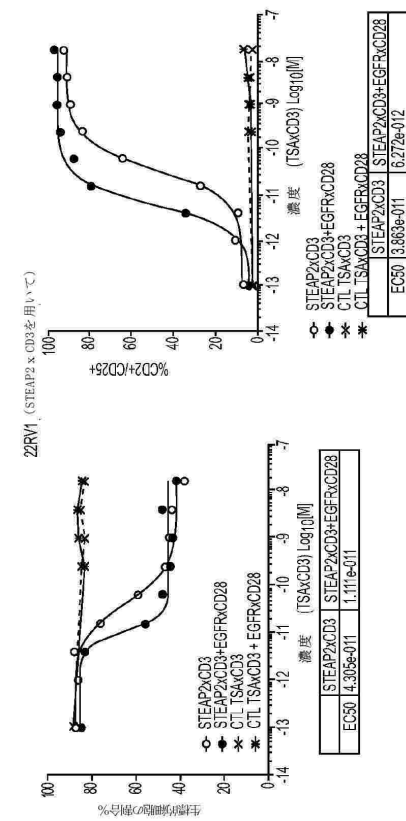 22RV1 (STEAP2 x CD3を用いて)
生標的細胞の割合%
100
80
60
40
20
0
-14
-13
-12
-11
-10
-9
-8
-7
濃度 (TSAxCD3) Log10[M]
STEAP2xCD3
STEAP2xCD3+EGFRxCD28
CTL TSAxCD3
CTL TSAxCD3 + EGFRxCD28
STEAP2xCD3 STEAP2xCD3+EGFRxCD28
EC50 4.305e-011 1.111e-011
%CD2+/CD25+
100
80
60
40
20
0
-14
-13
-12
-11
-10
-9
-8
-7
濃度 (TSAxCD3) Log10[M]
STEAP2xCD3
STEAP2xCD3+EGFRxCD28
CTL TSAxCD3
CTL TSAxCD3 + EGFRxCD28
STEAP2xCD3 STEAP2xCD3+EGFRxCD28
EC50 3.863e-011 6.272e-012